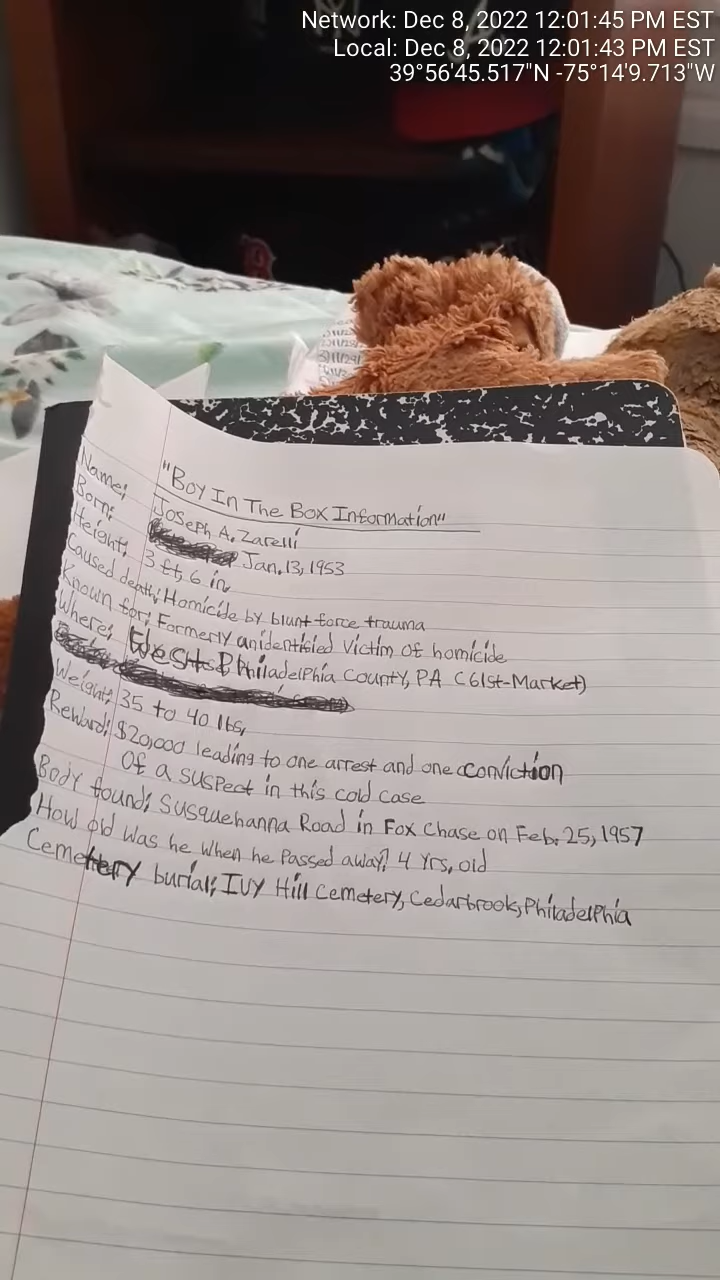 Network: Dec 8, 2022 12:01:45 PM EST
Local: Dec 8, 2022 12:01:43 PM EST
39°56'45.517"N -75°14'9.713"W
"Boy In The Box Information"
Name: Joseph A. Zarelli
Born: Jan. 13, 1953
Height: 3 ft, 6 in,
Caused death: Homicide by blunt force trauma
Known for: Formerly anidentisied victim of homicide
Where: West Philadelphia County, PA (61st-Market)
Weight: 35 to 40 lbs,
Reward: $20,000 leading to one arrest and one conviction
Of a suspect in this cold case
Body found: Susquehanna Road in Fox Chase on Feb. 25, 1957
How old was he when he passed away? 4 yrs, old
Cemetery burial: Ivy Hill Cemetery, Cedarbrook, Philadelphia